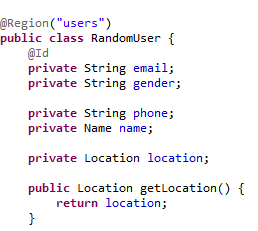 @Region("users")
public class RandomUser {
    @Id
    private String email;
    private String gender;

    private String phone;
    private Name name;

    private Location location;

    public Location getLocation() {
        return location;
    }